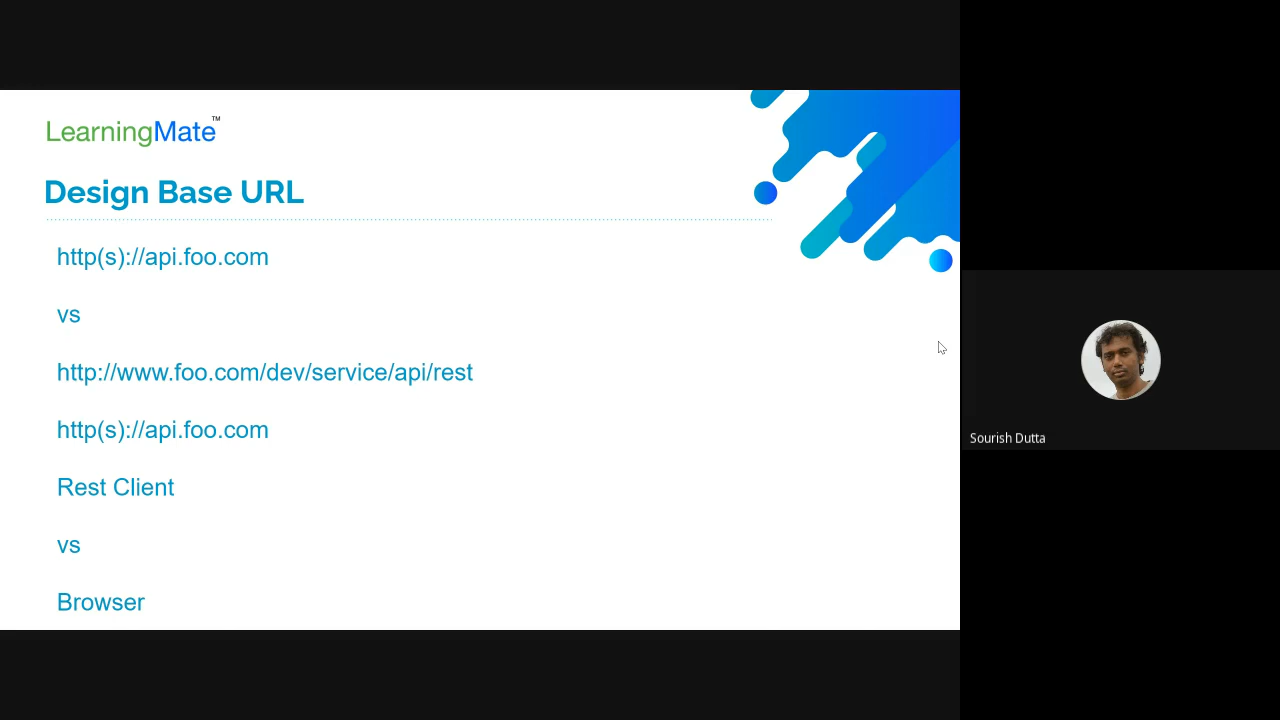 LearningMate™
Design Base URL
http(s)://api.foo.com
vs
http://www.foo.com/dev/service/api/rest
http(s)://api.foo.com
Rest Client
vs
Browser
Sourish Dutta